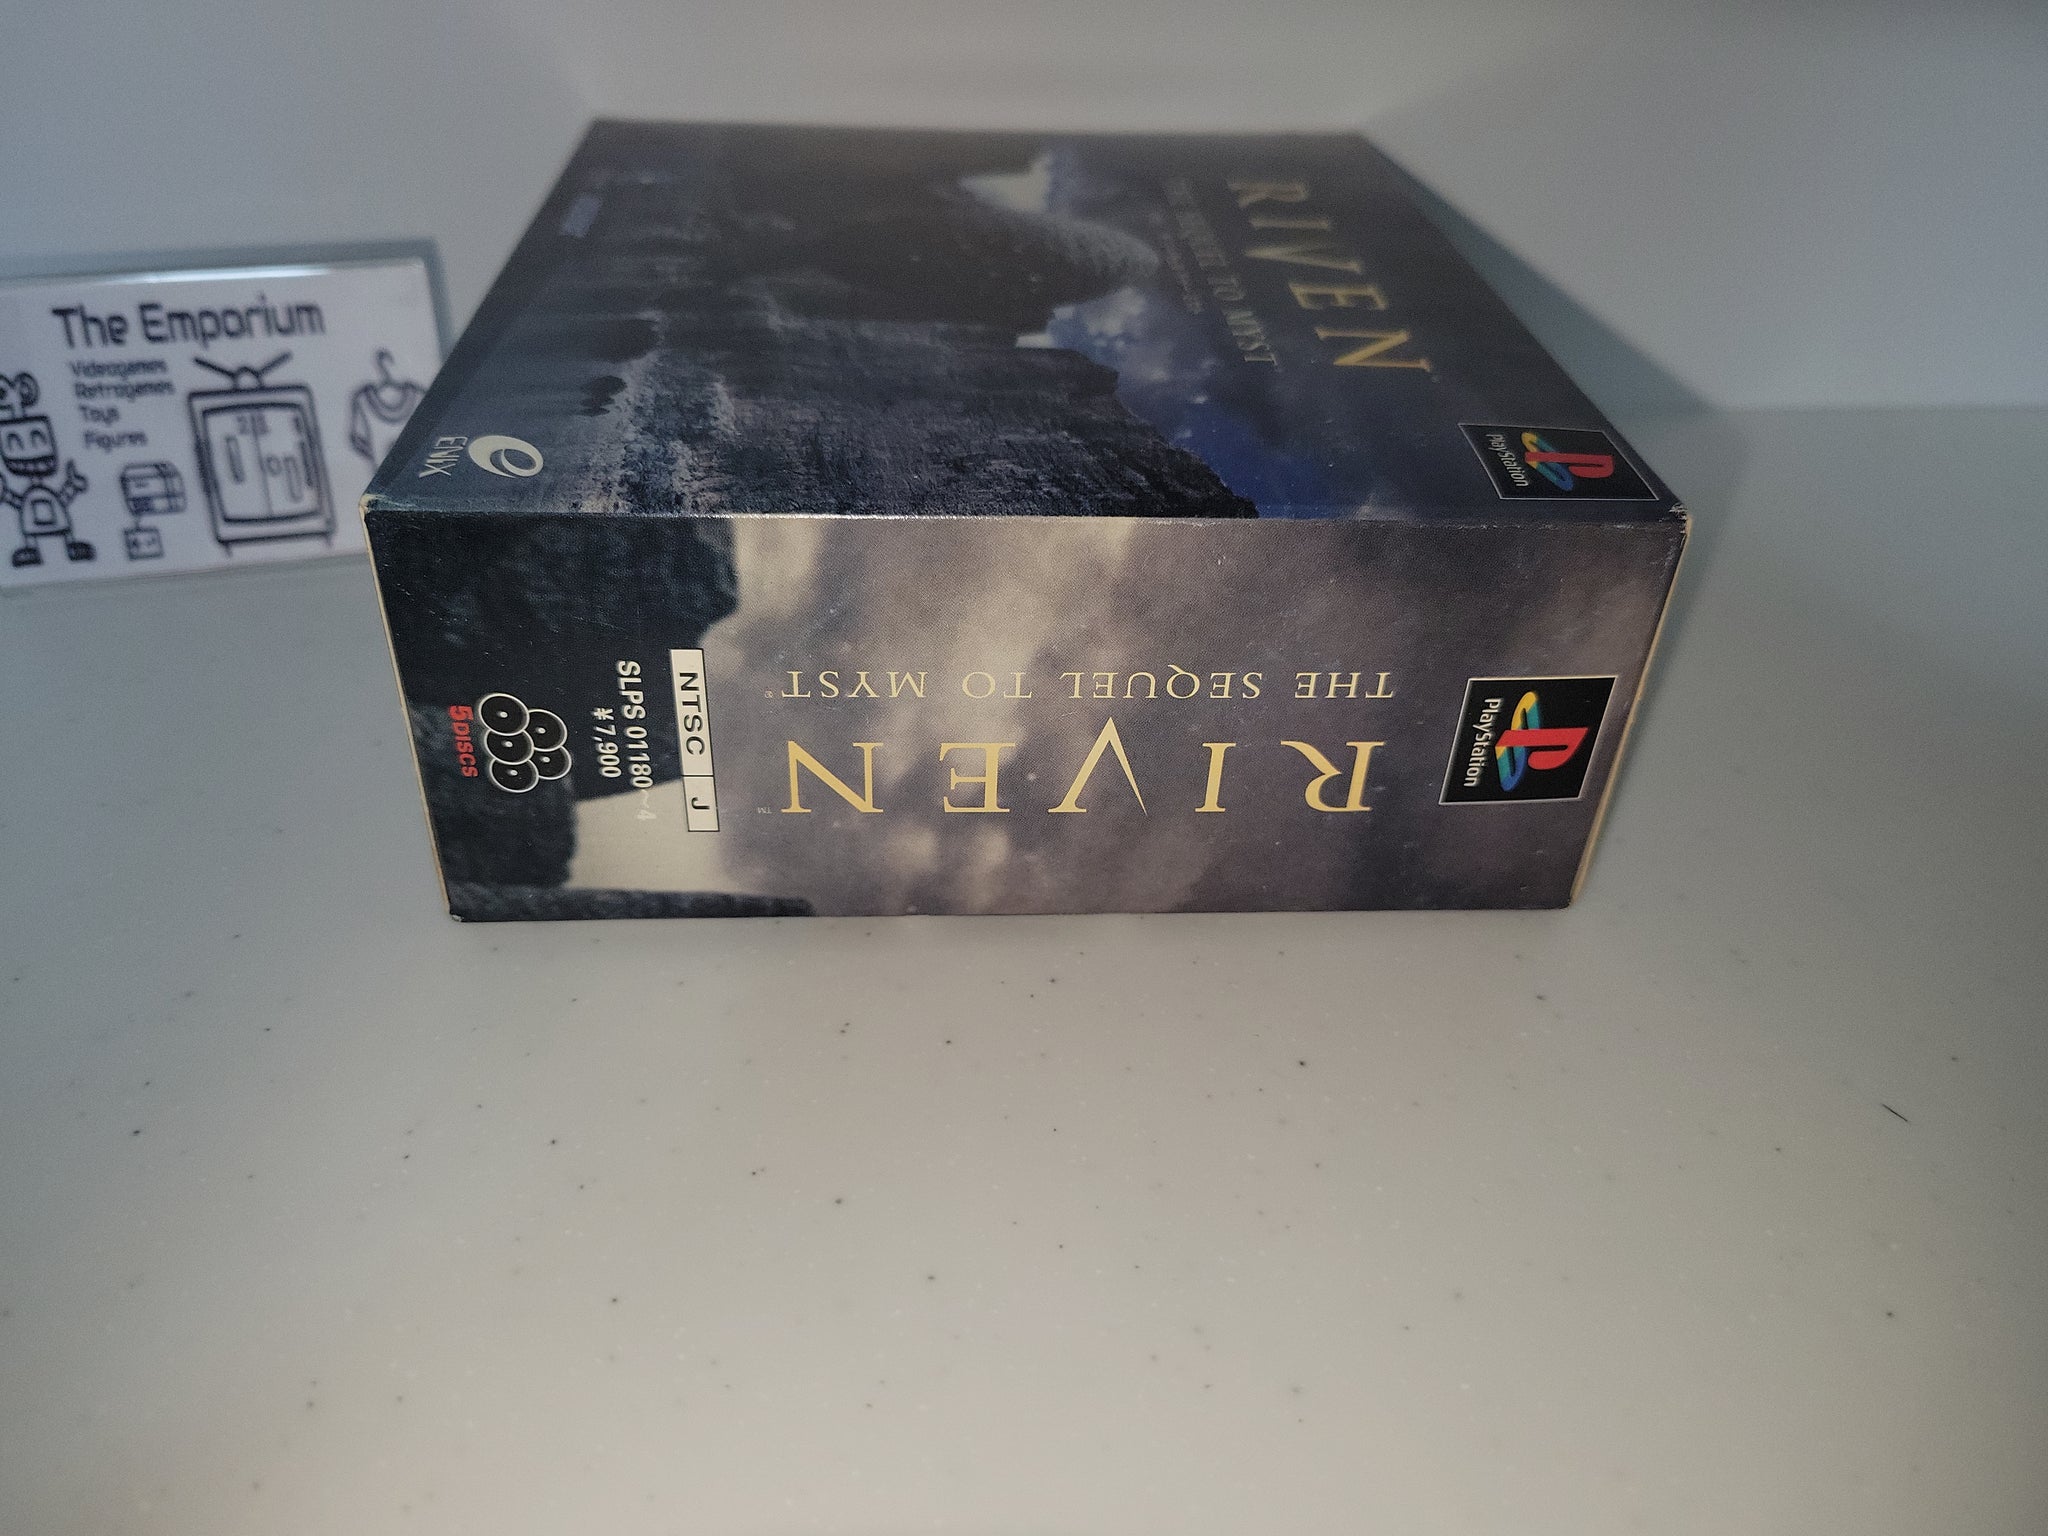 The Emporium
Videogames
Retrogames
Toys
Figures
RIVEN
THE SEQUEL TO MYST
PlayStation
ENIX
PlayStation
RIVEN™
THE SEQUEL TO MYST®
NTSC J
SLPS 01180~4
¥7,900
5DISCS